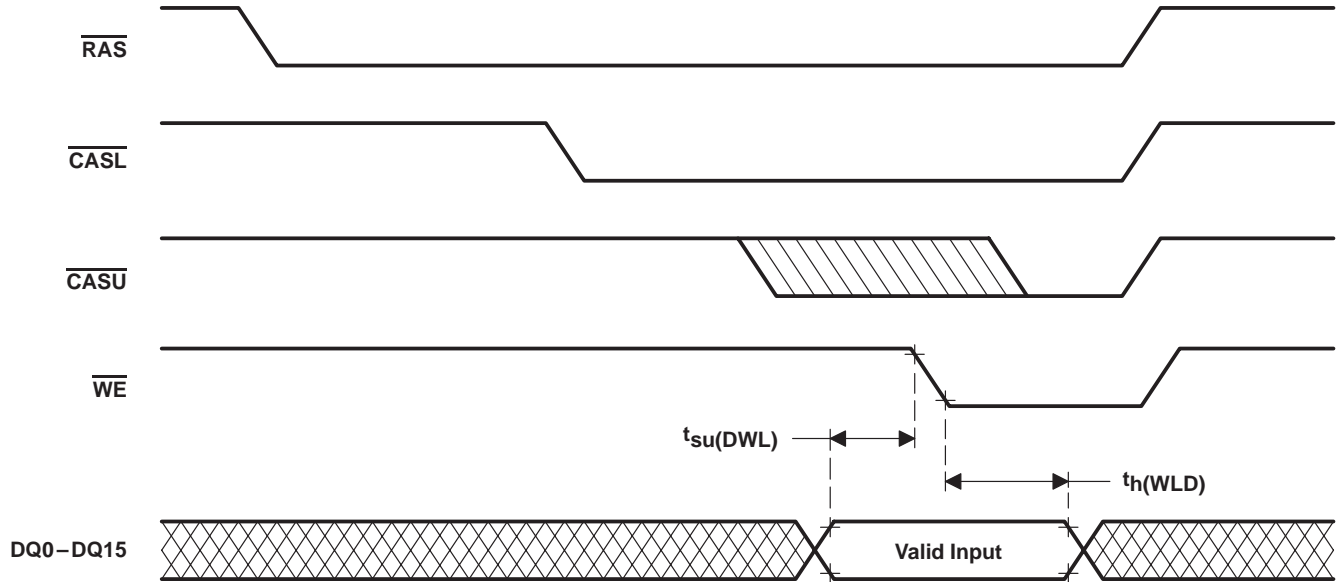 RAS
CASL
CASU
WE
tsu(DWL)
th(WLD)
DQ0–DQ15
Valid Input